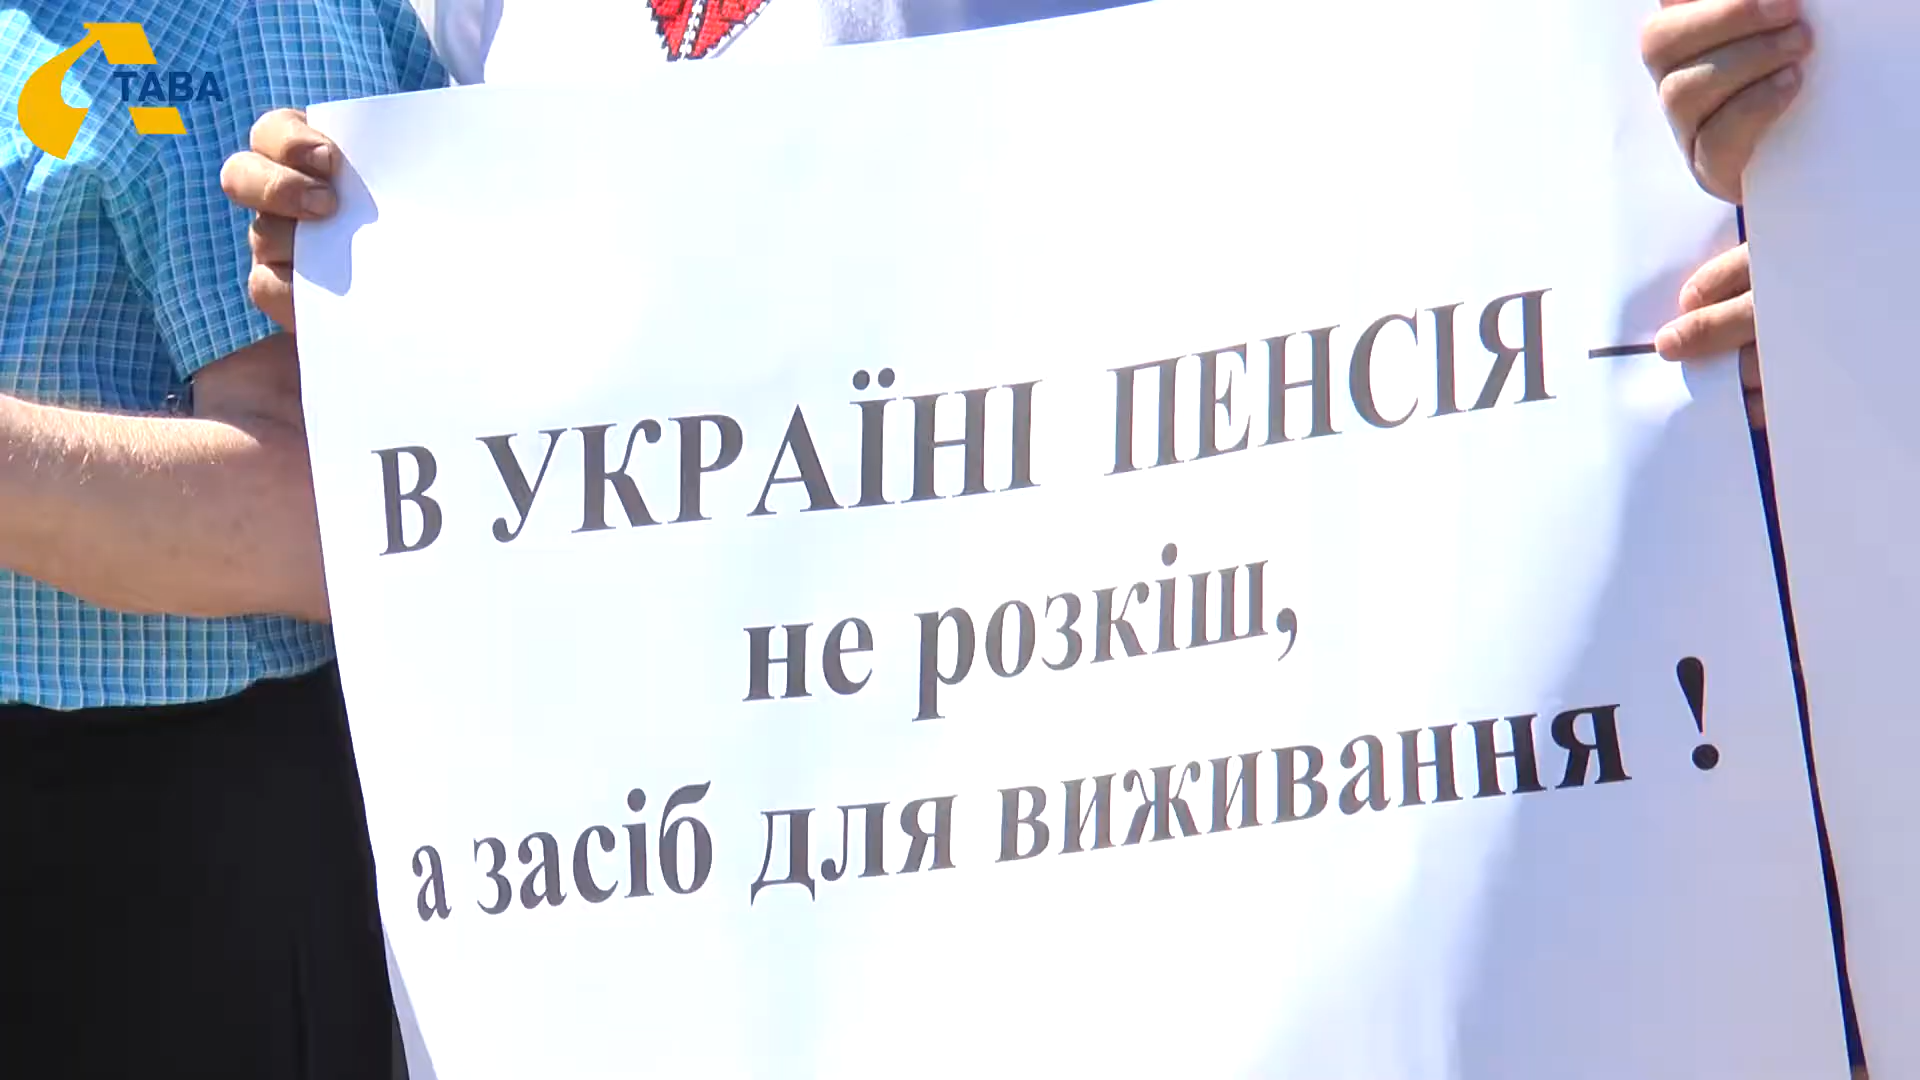 ТАВА
В УКРАЇНІ ПЕНСІЯ –
не розкіш,
а засіб для виживання !